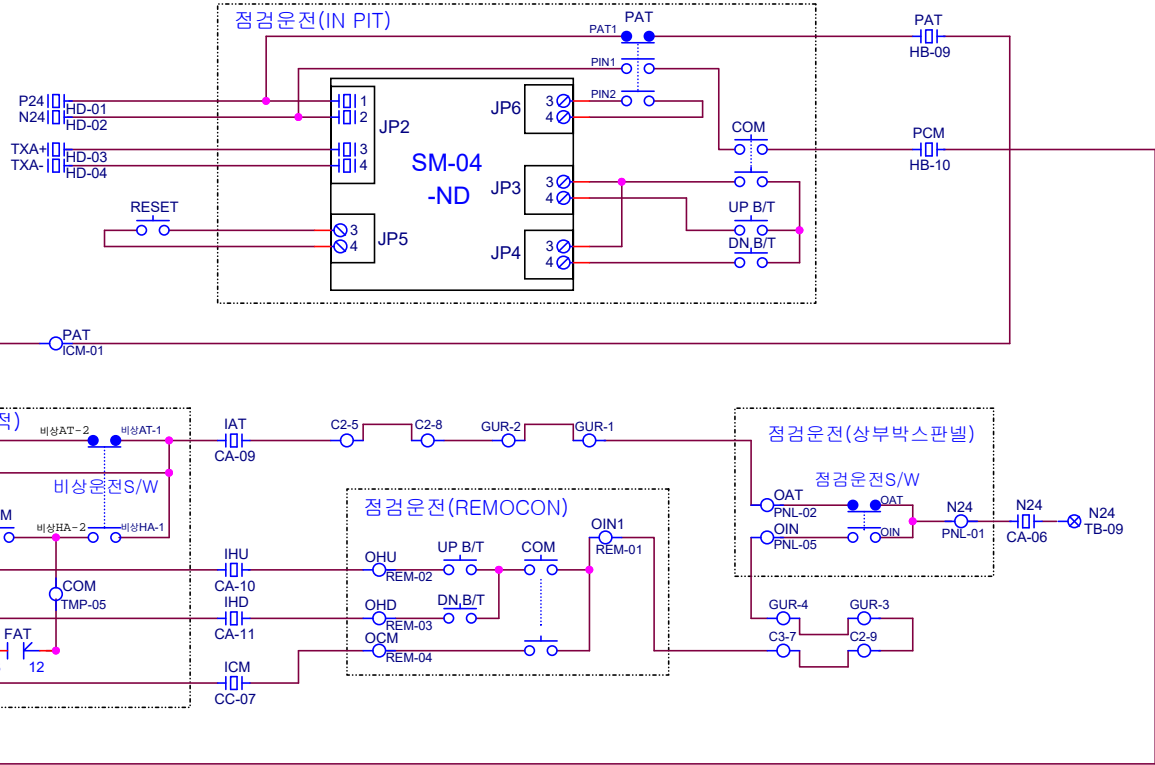 점검운전(IN PIT)
PAT
PAT1
PAT
HB-09
PIN1
P24
HD-01
N24
HD-02
1
2
JP2
JP6
3
4
PIN2
TXA+
HD-03
TXA-
HD-04
3
4
SM-04
-ND
COM
PCM
HB-10
JP3
3
4
RESET
UP B/T
3
4
JP5
JP4
3
4
DN,B/T
PAT
ICM-01
적)
비상AT-2
비상AT-1
IAT
CA-09
C2-5
C2-8
GUR-2
GUR-1
점검운전(상부박스판넬)
비상운전S/W
점검운전S/W
M
비상HA-2
비상HA-1
점검운전(REMOCON)
OAT
PNL-02
OAT
OIN
PNL-05
OIN
N24
PNL-01
N24
CA-06
N24
TB-09
OIN1
REM-01
IHU
CA-10
OHU
REM-02
UP B/T
COM
COM
TMP-05
IHD
CA-11
OHD
REM-03
DN,B/T
GUR-4
GUR-3
FAT
12
OCM
REM-04
C3-7
C2-9
ICM
CC-07